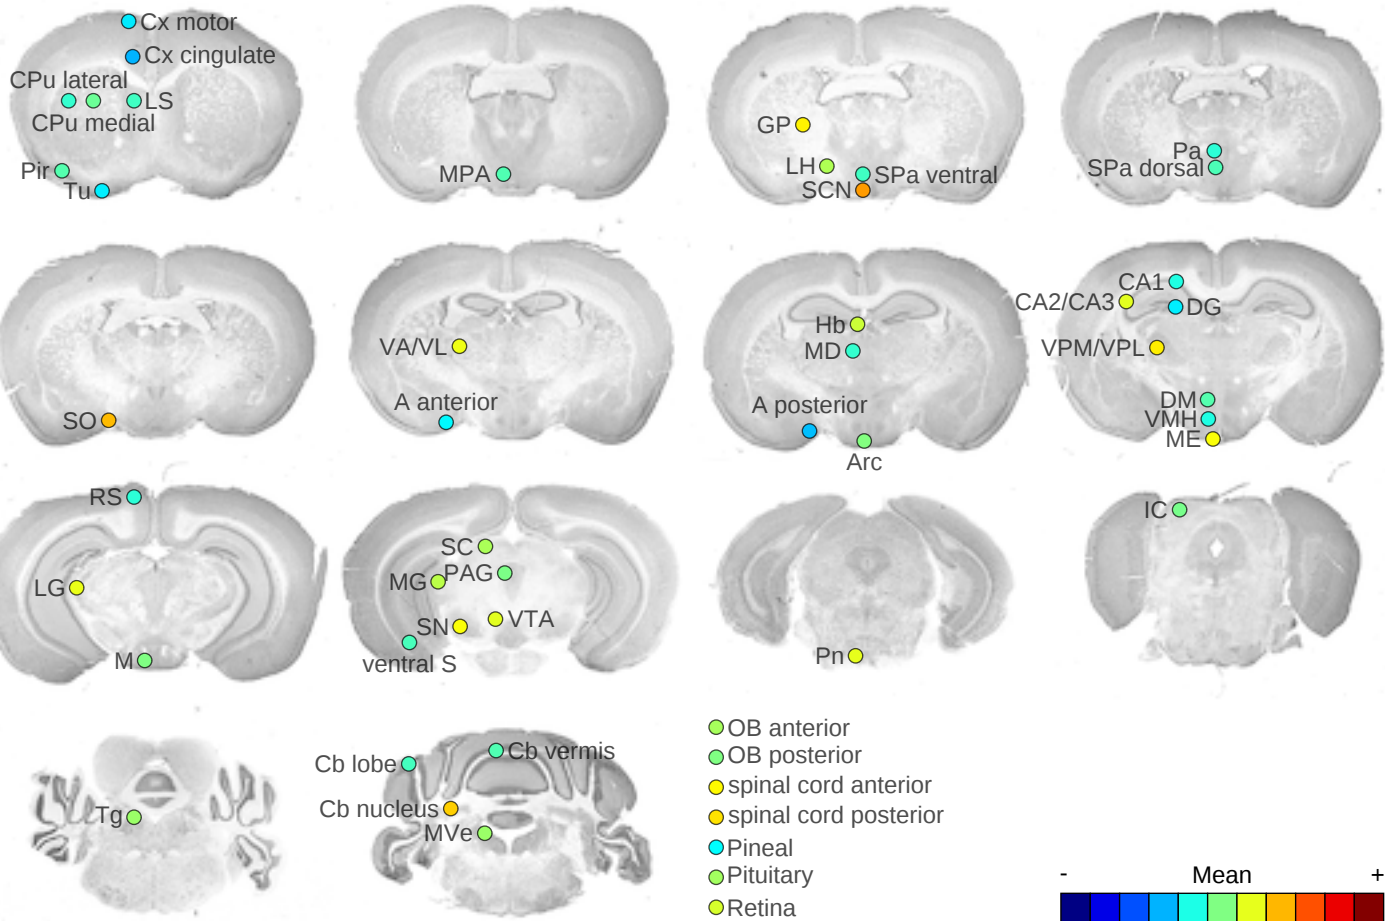 Cx motor
Cx cingulate
CPu lateral
LS
CPu medial
Pir
Tu
MPA
GP
LH
SPa ventral
SCN
Pa
SPa dorsal
SO
VA/VL
A anterior
Hb
MD
A posterior
Arc
CA1
CA2/CA3
DG
VPM/VPL
DM
VMH
ME
RS
LG
M
SC
PAG
MG
SN
VTA
ventral S
Pn
IC
Tg
Cb lobe
Cb vermis
Cb nucleus
MVe
OB anterior
OB posterior
spinal cord anterior
spinal cord posterior
Pineal
Pituitary
Retina
- Mean +